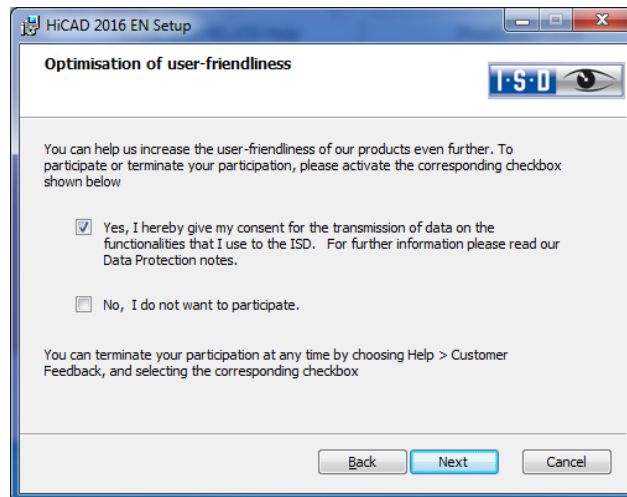 HiCAD 2016 EN Setup
Optimisation of user-friendliness
I·S·D
You can help us increase the user-friendliness of our products even further. To
participate or terminate your participation, please activate the corresponding checkbox
shown below
Yes, I hereby give my consent for the transmission of data on the
functionalities that I use to the ISD.   For further information please read our
Data Protection notes.
No,  I do not want to participate.
You can terminate your participation at any time by choosing Help > Customer
Feedback, and selecting the corresponding checkbox
Back
Next
Cancel